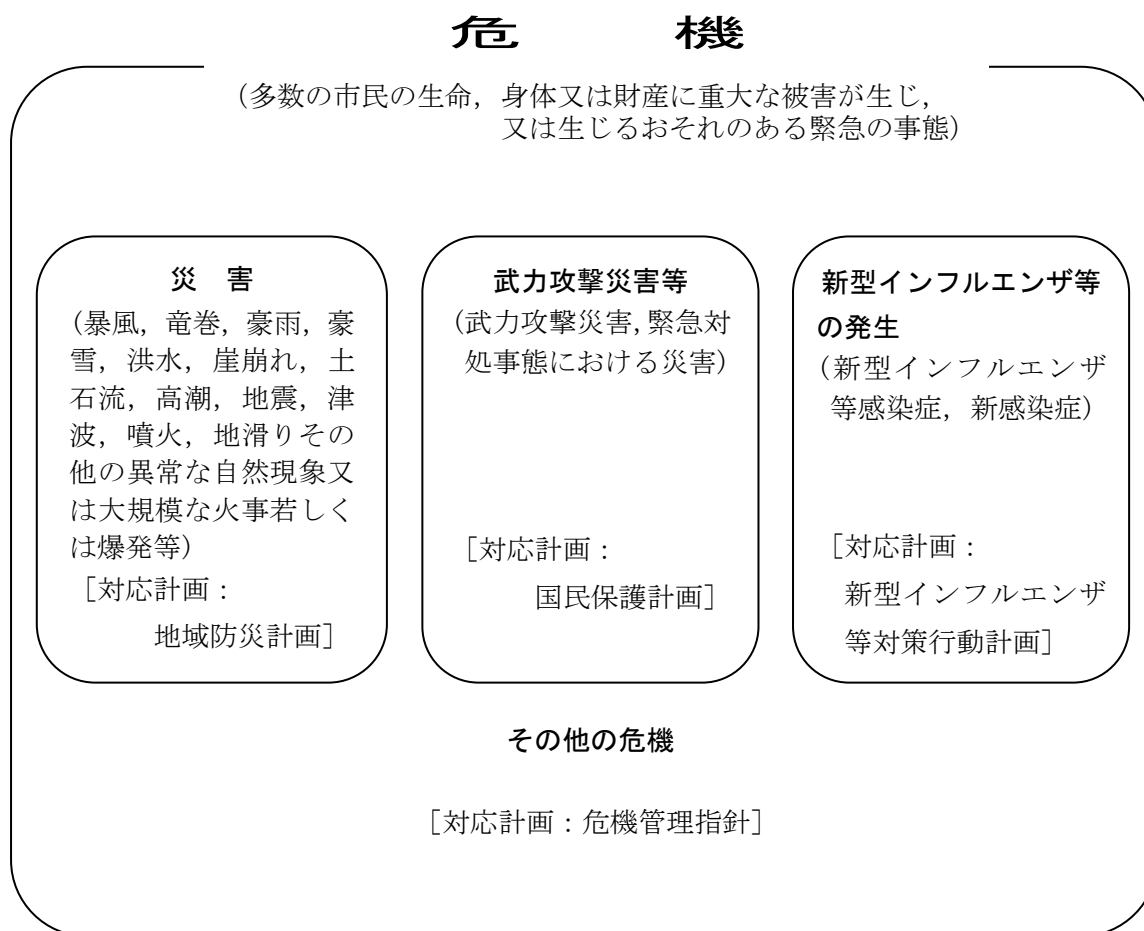 危　機
（多数の市民の生命，身体又は財産に重大な被害が生じ，
又は生じるおそれのある緊急の事態）
災　害
（暴風，竜巻，豪雨，豪
雪，洪水，崖崩れ，土
石流，高潮，地震，津
波，噴火，地滑りその
他の異常な自然現象又
は大規模な火事若しく
は爆発等）
［対応計画：
地域防災計画］
武力攻撃災害等
（武力攻撃災害，緊急対
処事態における災害）
［対応計画：
国民保護計画］
新型インフルエンザ等
の発生
（新型インフルエンザ
等感染症，新感染症）
［対応計画：
新型インフルエンザ
等対策行動計画］
その他の危機
［対応計画：危機管理指針］